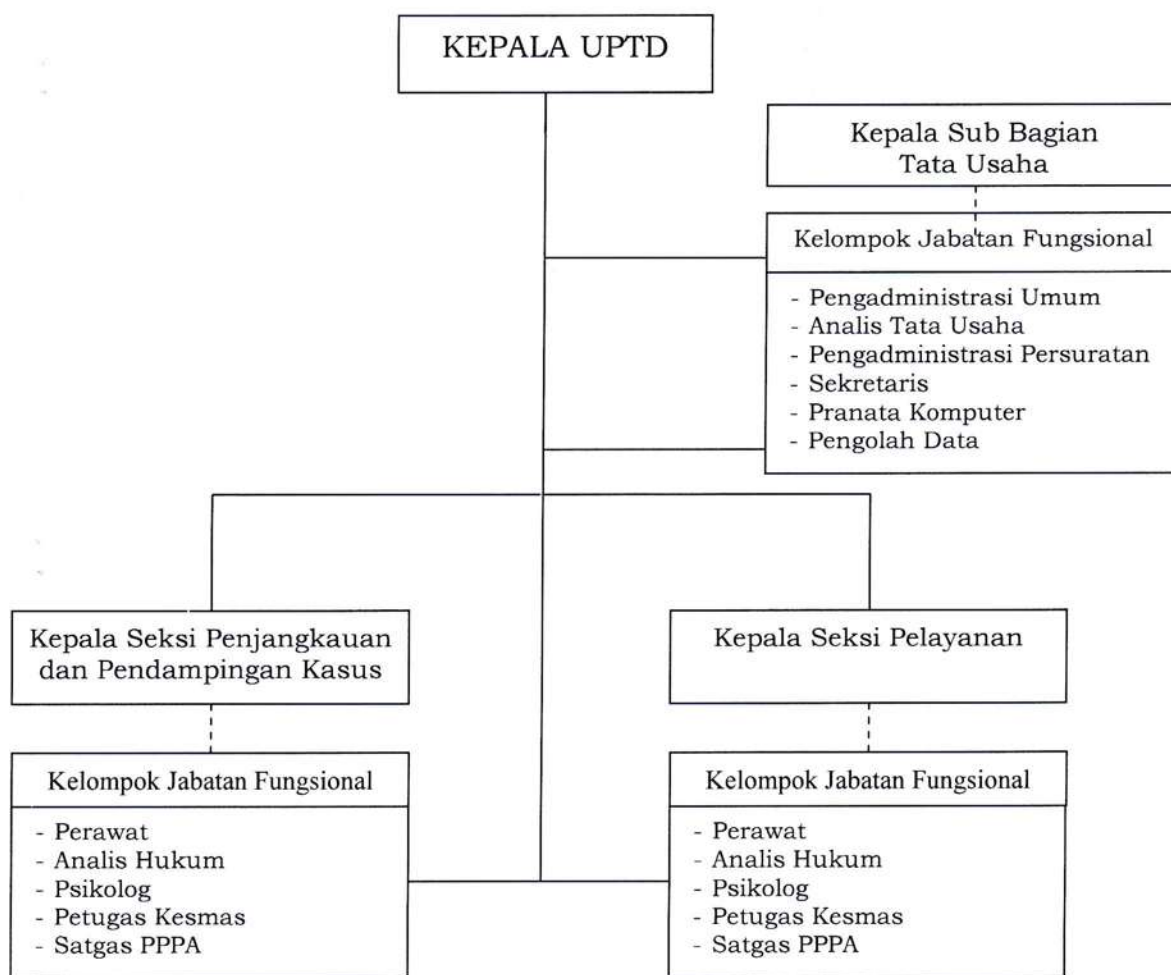 KEPALA UPTD
Kepala Sub Bagian
Tata Usaha
Kelompok Jabatan Fungsional
- Pengadministrasi Umum
- Analis Tata Usaha
- Pengadministrasi Persuratan
- Sekretaris
- Pranata Komputer
- Pengolah Data
Kepala Seksi Penjangkauan
dan Pendampingan Kasus
Kelompok Jabatan Fungsional
- Perawat
- Analis Hukum
- Psikolog
- Petugas Kesmas
- Satgas PPPA
Kepala Seksi Pelayanan
Kelompok Jabatan Fungsional
- Perawat
- Analis Hukum
- Psikolog
- Petugas Kesmas
- Satgas PPPA